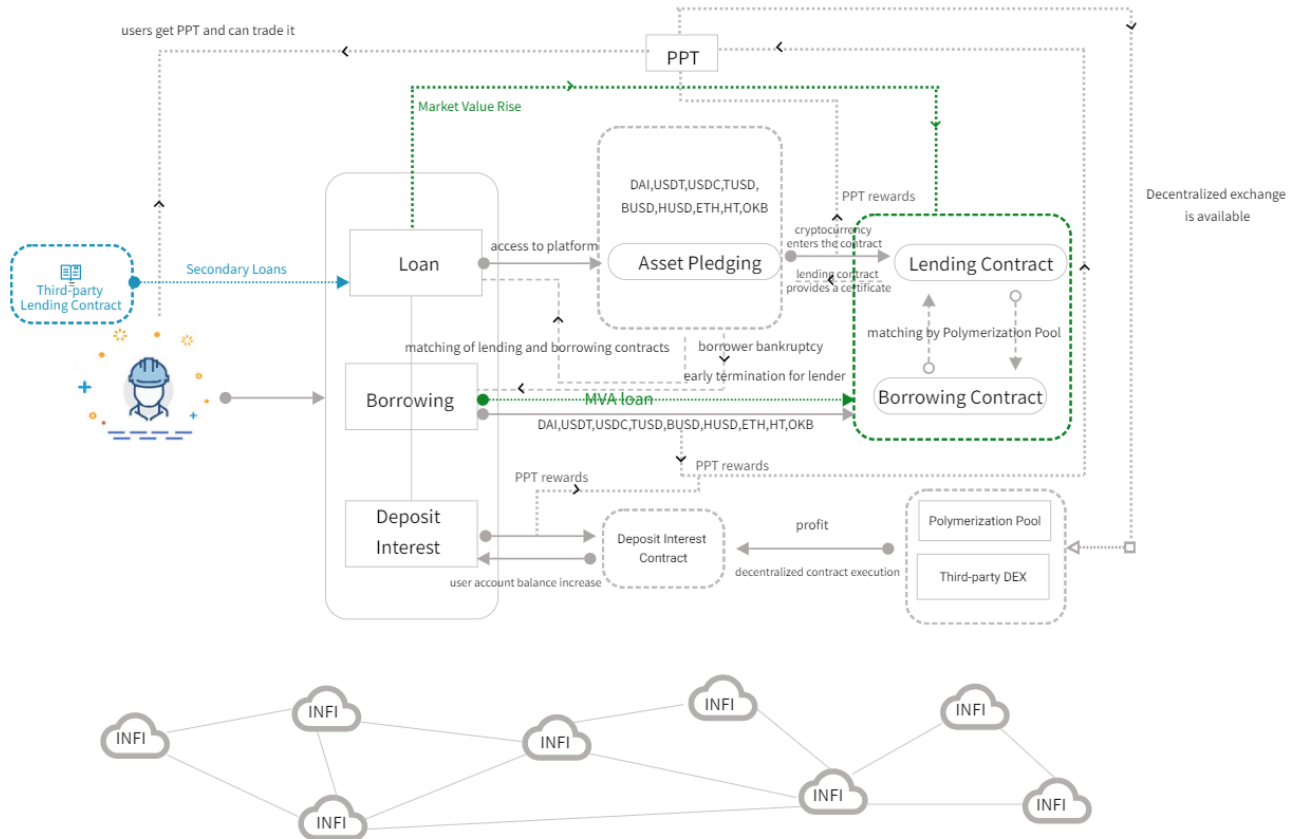 users get PPT and can trade it
PPT
Market Value Rise
DAI,USDT,USDC,TUSD,
BUSD,HUSD,ETH,HT,OKB
PPT rewards
Decentralized exchange
is available
cryptocurrency
enters the contract
access to platform
Loan
Asset Pledging
Lending Contract
Secondary Loans
Third-party
Lending Contract
lending contract
provides a certificate
matching by Polymerization Pool
matching of lending and borrowing contracts
borrower bankruptcy
early termination for lender
Borrowing
MVA loan
Borrowing Contract
DAI,USDT,USDC,TUSD,BUSD,HUSD,ETH,HT,OKB
PPT rewards
PPT rewards
Deposit
Interest
Deposit Interest
Contract
profit
Polymerization Pool
decentralized contract execution
Third-party DEX
user account balance increase
INFI
INFI
INFI
INFI
INFI
INFI
INFI
INFI